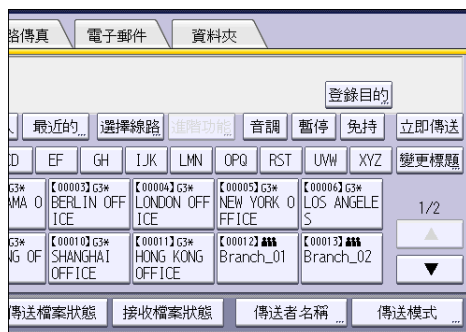 路傳真 電子郵件 資料夾
登錄目的
最近的 選擇線路 進階功能 音調 暫停 免持 立即傳送
CD EF GH IJK LMN OPQ RST UVW XYZ 變更標題
G3* 【00003】G3* 【00004】G3* 【00005】G3* 【00006】G3*
AMA O BERLIN OFF LONDON OFF NEW YORK O LOS ANGELE 1/2
ICE ICE FFICE S
G3* 【00010】G3* 【00011】G3* 【00012】 【00013】
NG OF SHANGHAI HONG KONG Branch_01 Branch_02
OFFICE OFFICE
傳送檔案狀態 接收檔案狀態 傳送者名稱 傳送模式